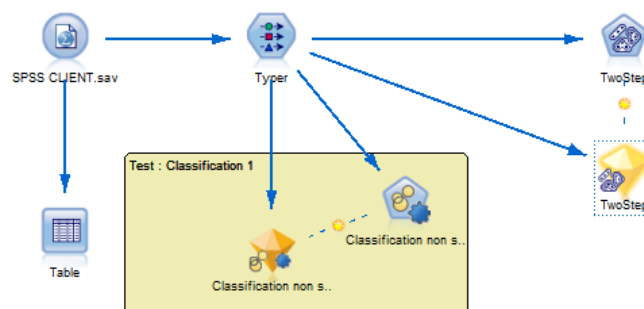 SPSS CLIENT.sav
Typer
TwoStep
Test : Classification 1
TwoStep
Classification non s..
Table
Classification non s..